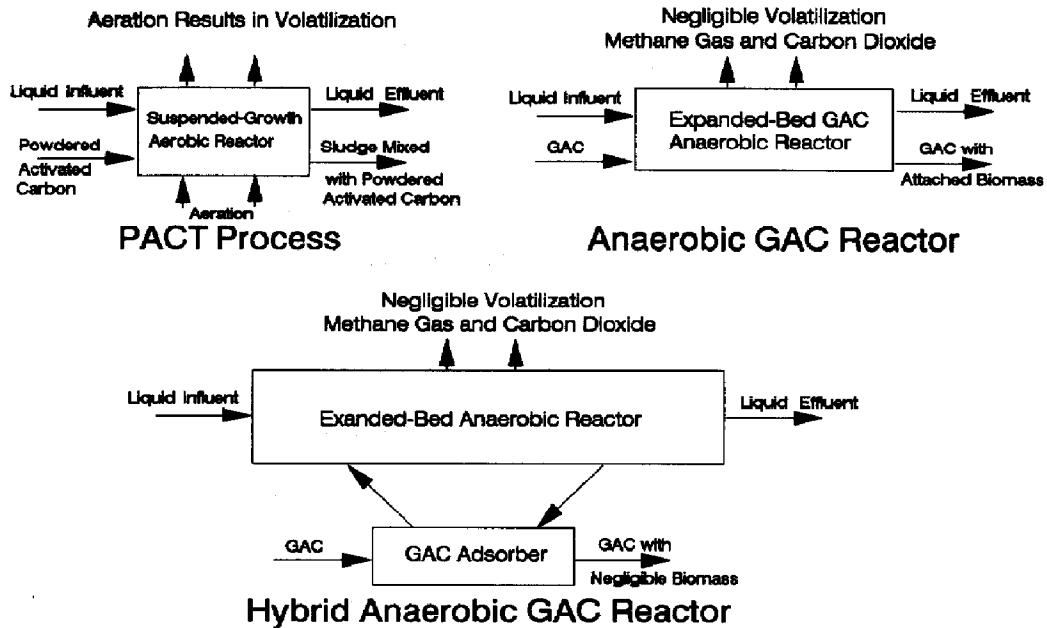 Aeration Results in Volatilization
Liquid Influent
Suspended-Growth
Aerobic Reactor
Liquid Effluent
Powdered
Activated Carbon
Sludge Mixed
with Powdered
Activated Carbon
Aeration
PACT Process
Negligible Volatilization
Methane Gas and Carbon Dioxide
Liquid Influent
Expanded-Bed GAC
Anaerobic Reactor
Liquid Effluent
GAC
GAC with
Attached Biomass
Anaerobic GAC Reactor
Negligible Volatilization
Methane Gas and Carbon Dioxide
Liquid Influent
Exanded-Bed Anaerobic Reactor
Liquid Effluent
GAC
GAC Adsorber
GAC with
Negligible Biomass
Hybrid Anaerobic GAC Reactor